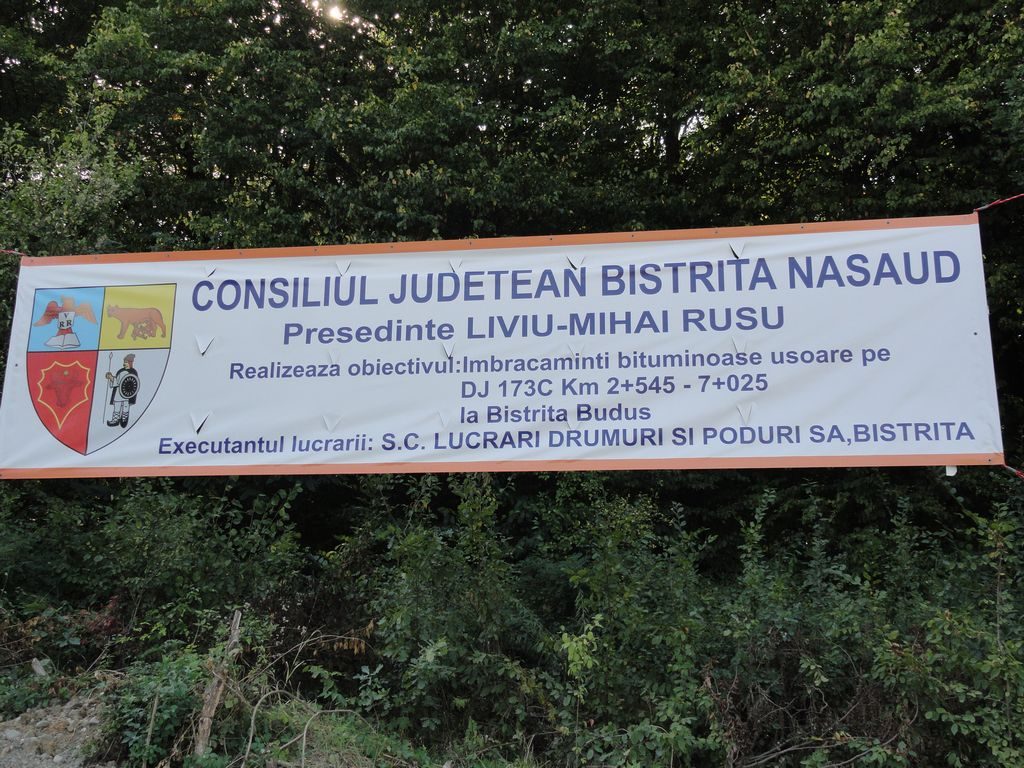 CONSILIUL JUDETEAN BISTRITA NASAUD
Presedinte LIVIU-MIHAI RUSU
Realizeaza obiectivul:Imbracaminti bituminoase usoare pe
DJ 173C Km 2+545 - 7+025
la Bistrita Budus
Executantul lucrarii: S.C. LUCRARI DRUMURI SI PODURI SA,BISTRITA
V
R R